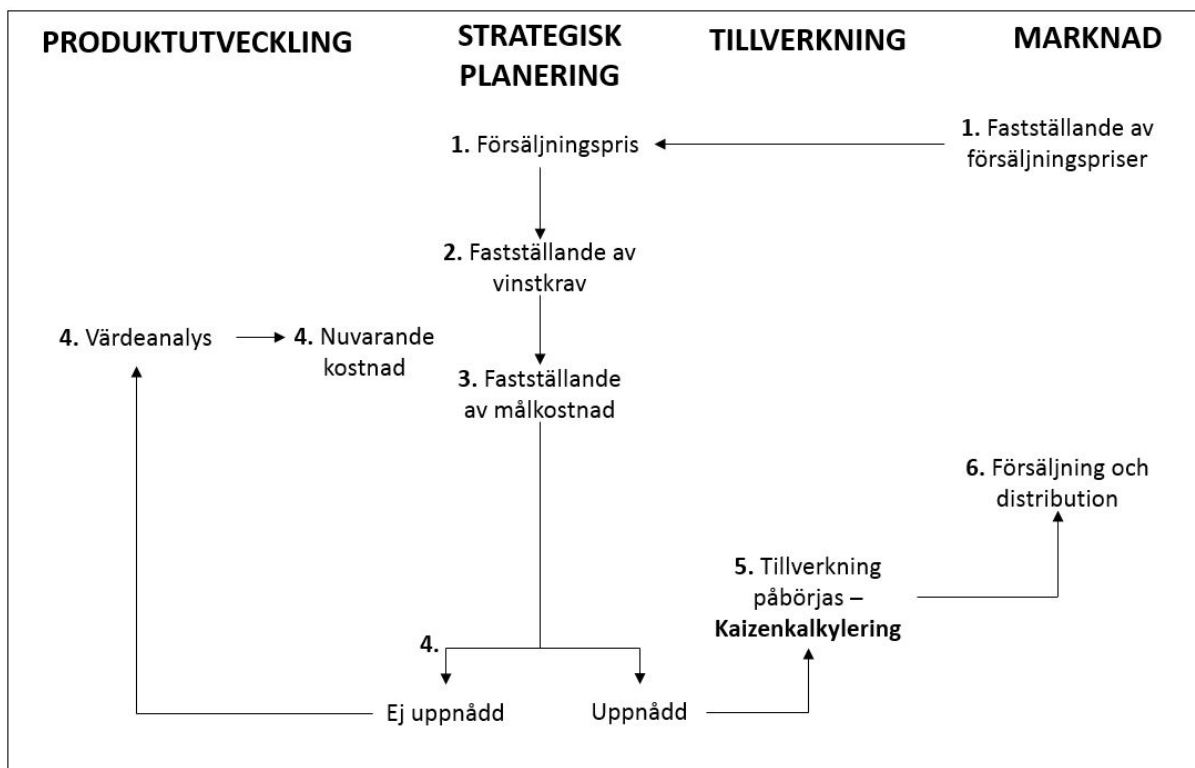 PRODUKTUTVECKLING
STRATEGISK
PLANERING
TILLVERKNING
MARKNAD
1. Försäljningspris
1. Fastställande av
försäljningspriser
2. Fastställande av
vinstkrav
4. Värdeanalys
4. Nuvarande
kostnad
3. Fastställande
av målkostnad
6. Försäljning och
distribution
5. Tillverkning
påbörjas –
Kaizenkalkylering
4.
Ej uppnådd
Uppnådd